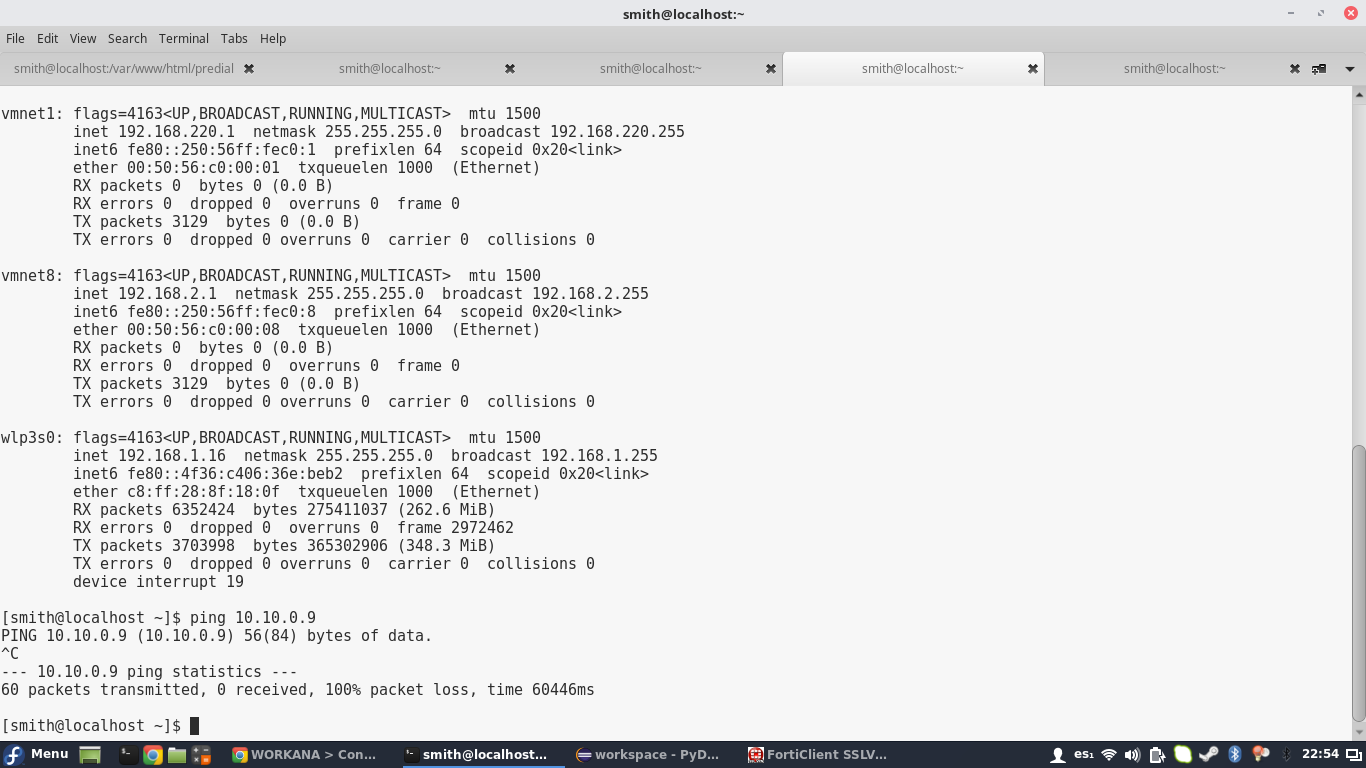 smith@localhost:~
File Edit View Search Terminal Tabs Help
smith@localhost:/var/www/html/predial smith@localhost:~ smith@localhost:~ smith@localhost:~ smith@localhost:~
vmnet1: flags=4163<UP,BROADCAST,RUNNING,MULTICAST>  mtu 1500
        inet 192.168.220.1  netmask 255.255.255.0  broadcast 192.168.220.255
        inet6 fe80::250:56ff:fec0:1  prefixlen 64  scopeid 0x20<link>
        ether 00:50:56:c0:00:01  txqueuelen 1000  (Ethernet)
        RX packets 0  bytes 0 (0.0 B)
        RX errors 0  dropped 0  overruns 0  frame 0
        TX packets 3129  bytes 0 (0.0 B)
        TX errors 0  dropped 0 overruns 0  carrier 0  collisions 0
vmnet8: flags=4163<UP,BROADCAST,RUNNING,MULTICAST>  mtu 1500
        inet 192.168.2.1  netmask 255.255.255.0  broadcast 192.168.2.255
        inet6 fe80::250:56ff:fec0:8  prefixlen 64  scopeid 0x20<link>
        ether 00:50:56:c0:00:08  txqueuelen 1000  (Ethernet)
        RX packets 0  bytes 0 (0.0 B)
        RX errors 0  dropped 0  overruns 0  frame 0
        TX packets 3129  bytes 0 (0.0 B)
        TX errors 0  dropped 0 overruns 0  carrier 0  collisions 0
wlp3s0: flags=4163<UP,BROADCAST,RUNNING,MULTICAST>  mtu 1500
        inet 192.168.1.16  netmask 255.255.255.0  broadcast 192.168.1.255
        inet6 fe80::4f36:c406:36e:beb2  prefixlen 64  scopeid 0x20<link>
        ether c8:ff:28:8f:18:0f  txqueuelen 1000  (Ethernet)
        RX packets 6352424  bytes 275411037 (262.6 MiB)
        RX errors 0  dropped 0  overruns 0  frame 2972462
        TX packets 3703998  bytes 365302906 (348.3 MiB)
        TX errors 0  dropped 0 overruns 0  carrier 0  collisions 0
        device interrupt 19
[smith@localhost ~]$ ping 10.10.0.9
PING 10.10.0.9 (10.10.0.9) 56(84) bytes of data.
^C
--- 10.10.0.9 ping statistics ---
60 packets transmitted, 0 received, 100% packet loss, time 60446ms
[smith@localhost ~]$
Menu WORKANA > Con... smith@localhost... workspace - PyD... FortiClient SSLV... es₁ 22:54